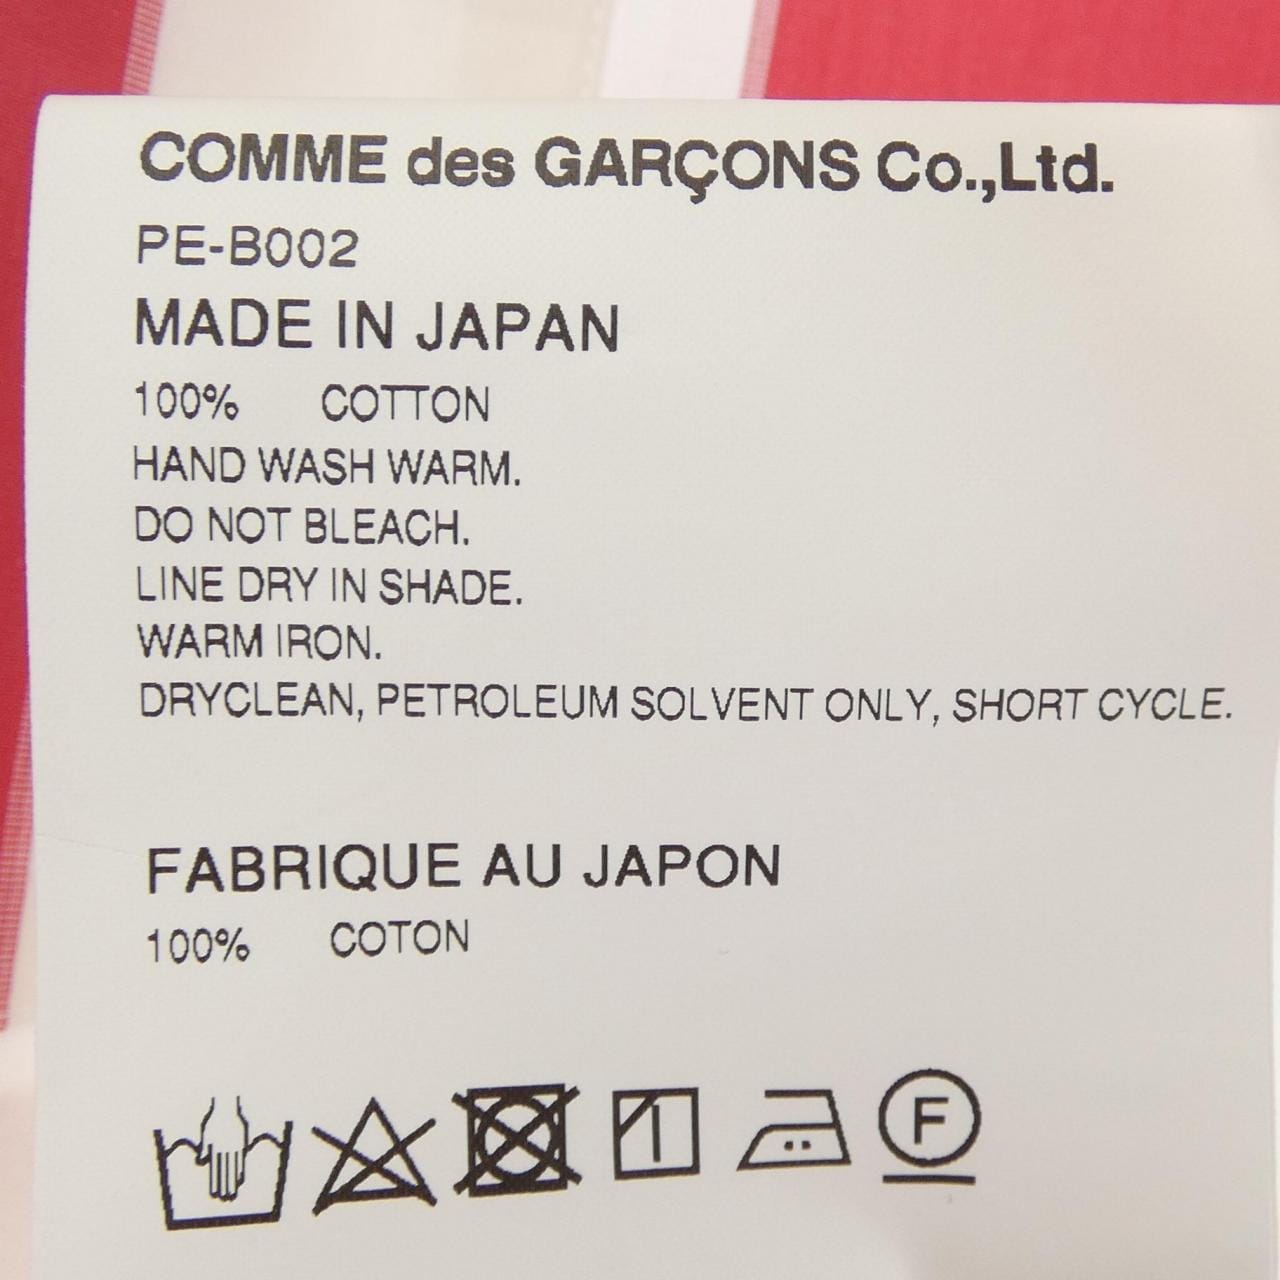 COMME des GARÇONS Co.,Ltd.
PE-B002
MADE IN JAPAN
100% COTTON
HAND WASH WARM.
DO NOT BLEACH.
LINE DRY IN SHADE.
WARM IRON.
DRYCLEAN, PETROLEUM SOLVENT ONLY, SHORT CYCLE.
FABRIQUE AU JAPON
100% COTON
F